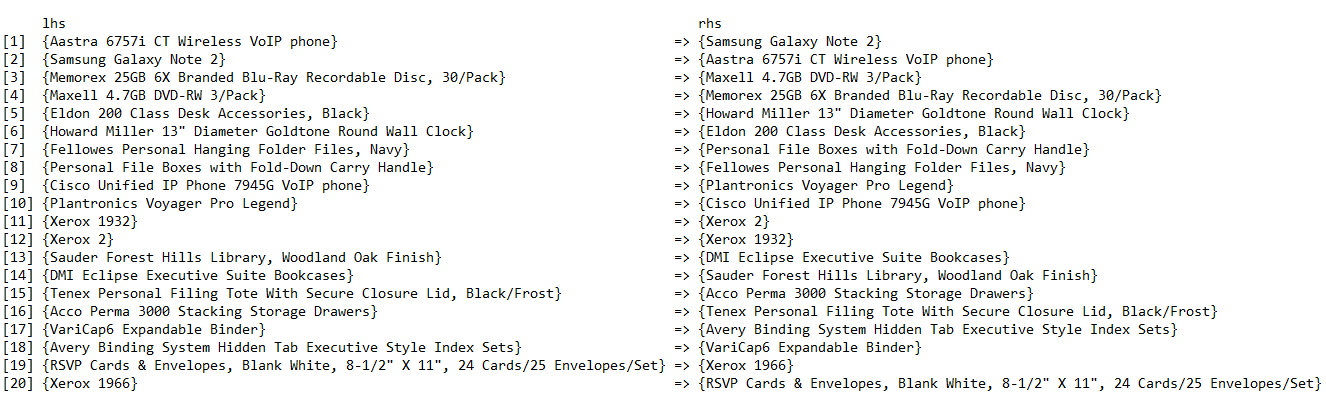 lhs rhs
[1] {Aastra 6757i CT Wireless VoIP phone} => {Samsung Galaxy Note 2}
[2] {Samsung Galaxy Note 2} => {Aastra 6757i CT Wireless VoIP phone}
[3] {Memorex 25GB 6X Branded Blu-Ray Recordable Disc, 30/Pack} => {Maxell 4.7GB DVD-RW 3/Pack}
[4] {Maxell 4.7GB DVD-RW 3/Pack} => {Memorex 25GB 6X Branded Blu-Ray Recordable Disc, 30/Pack}
[5] {Eldon 200 Class Desk Accessories, Black} => {Howard Miller 13" Diameter Goldtone Round Wall Clock}
[6] {Howard Miller 13" Diameter Goldtone Round Wall Clock} => {Eldon 200 Class Desk Accessories, Black}
[7] {Fellowes Personal Hanging Folder Files, Navy} => {Personal File Boxes with Fold-Down Carry Handle}
[8] {Personal File Boxes with Fold-Down Carry Handle} => {Fellowes Personal Hanging Folder Files, Navy}
[9] {Cisco Unified IP Phone 7945G VoIP phone} => {Plantronics Voyager Pro Legend}
[10] {Plantronics Voyager Pro Legend} => {Cisco Unified IP Phone 7945G VoIP phone}
[11] {Xerox 1932} => {Xerox 2}
[12] {Xerox 2} => {Xerox 1932}
[13] {Sauder Forest Hills Library, Woodland Oak Finish} => {DMI Eclipse Executive Suite Bookcases}
[14] {DMI Eclipse Executive Suite Bookcases} => {Sauder Forest Hills Library, Woodland Oak Finish}
[15] {Tenex Personal Filing Tote With Secure Closure Lid, Black/Frost} => {Acco Perma 3000 Stacking Storage Drawers}
[16] {Acco Perma 3000 Stacking Storage Drawers} => {Tenex Personal Filing Tote With Secure Closure Lid, Black/Frost}
[17] {VariCap6 Expandable Binder} => {Avery Binding System Hidden Tab Executive Style Index Sets}
[18] {Avery Binding System Hidden Tab Executive Style Index Sets} => {VariCap6 Expandable Binder}
[19] {RSVP Cards & Envelopes, Blank White, 8-1/2" X 11", 24 Cards/25 Envelopes/Set} => {Xerox 1966}
[20] {Xerox 1966} => {RSVP Cards & Envelopes, Blank White, 8-1/2" X 11", 24 Cards/25 Envelopes/Set}